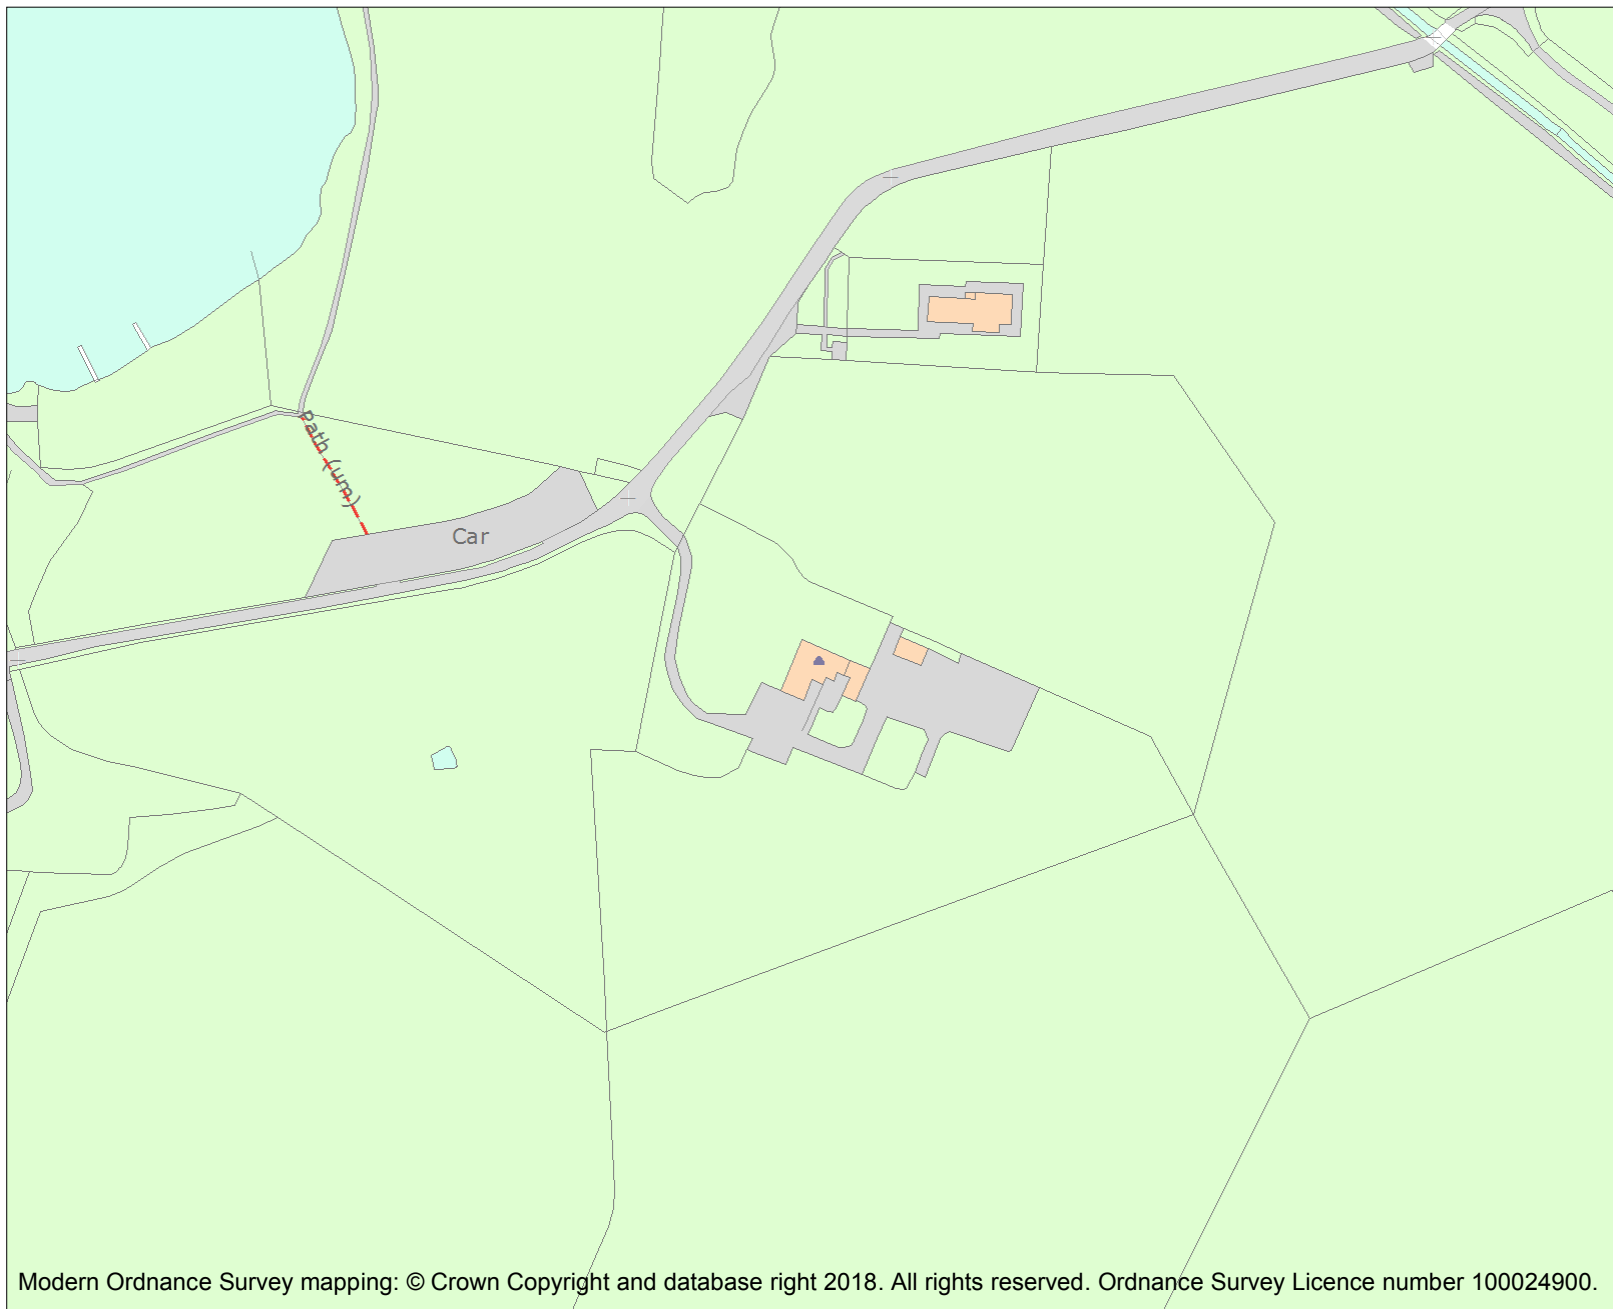 Path (um)
Car
Modern Ordnance Survey mapping: © Crown Copyright and database right 2018. All rights reserved. Ordnance Survey Licence number 100024900.